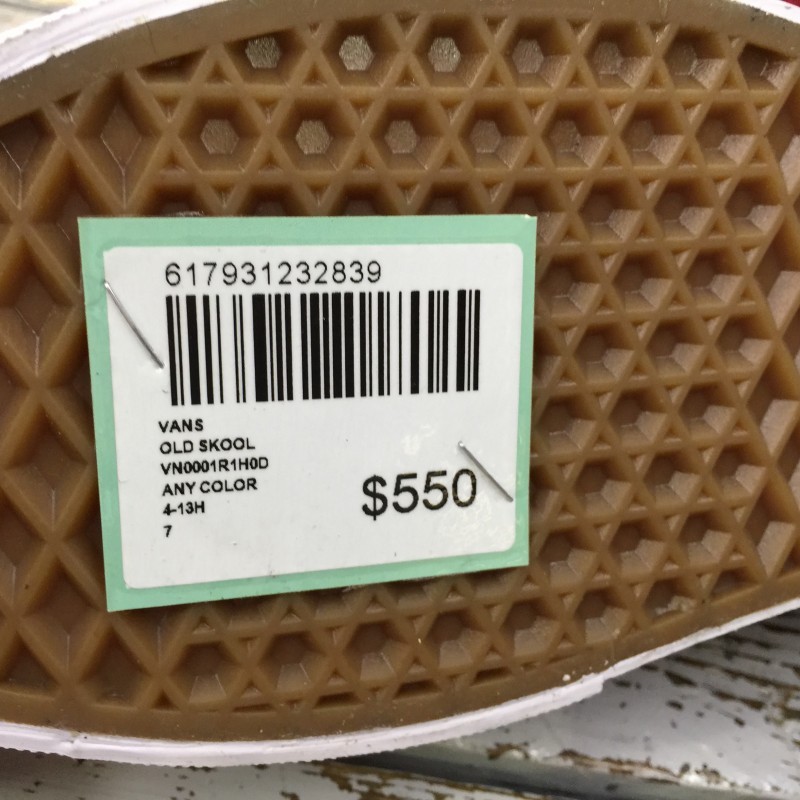 617931232839
VANS
OLD SKOOL
VN0001R1H0D
ANY COLOR
4-13H
7
$550